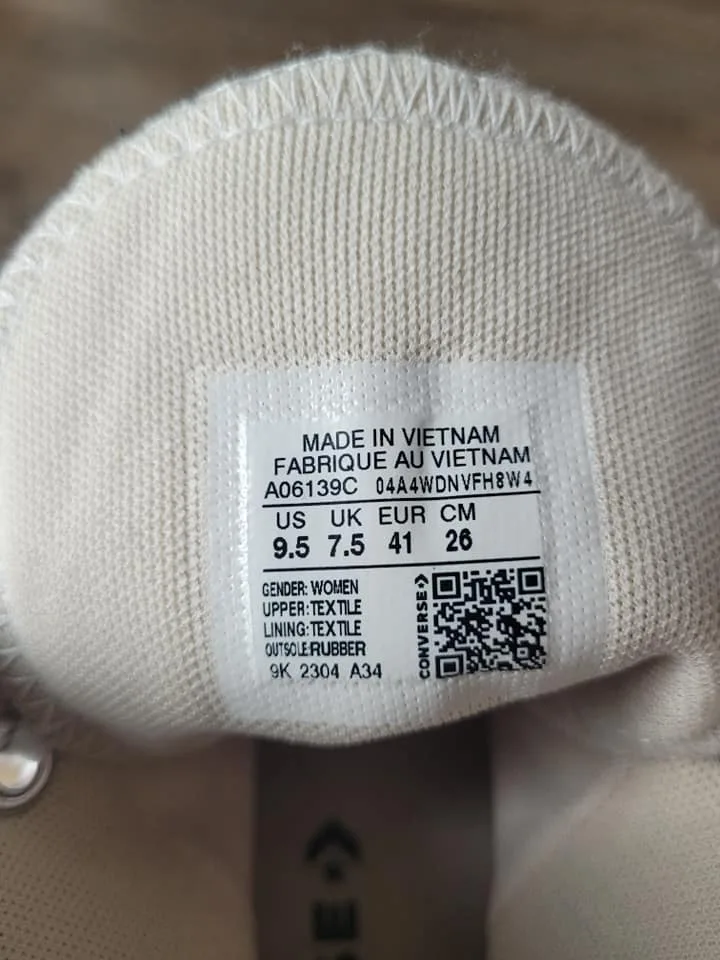 MADE IN VIETNAM
FABRIQUE AU VIETNAM
A06139C 04A4WDNVFH8W4
US UK EUR CM
9.5 7.5 41 26
GENDER: WOMEN
UPPER:TEXTILE
LINING:TEXTILE
OUTSOLE:RUBBER
9K 2304 A34
CONVERSE